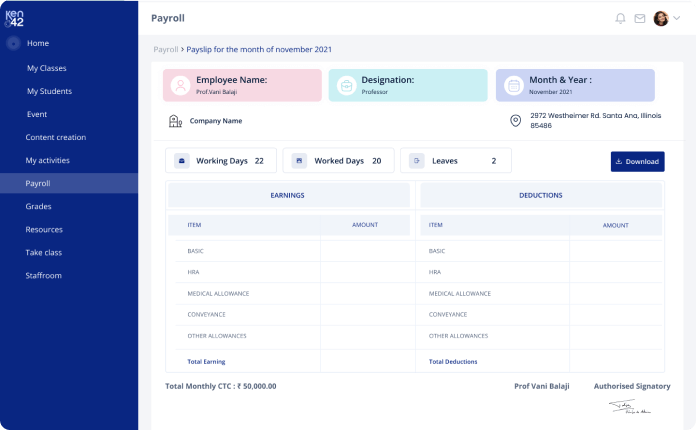 Ken
42
Payroll
Home
My Classes
My Students
Event
Content creation
My activities
Payroll
Grades
Resources
Take class
Staffroom
Payroll > Payslip for the month of november 2021
Employee Name:
Prof.Vani Balaji
Designation:
Professor
Month & Year :
November 2021
Company Name
2972 Westheimer Rd. Santa Ana, Illinois
85486
Working Days 22
Worked Days 20
Leaves 2
Download
EARNINGS
DEDUCTIONS
ITEM AMOUNT ITEM AMOUNT
BASIC BASIC
HRA HRA
MEDICAL ALLOWANCE MEDICAL ALLOWANCE
CONVEYANCE CONVEYANCE
OTHER ALLOWANCES OTHER ALLOWANCES
Total Earning Total Deductions
Total Monthly CTC : ₹ 50,000.00
Prof Vani Balaji
Authorised Signatory